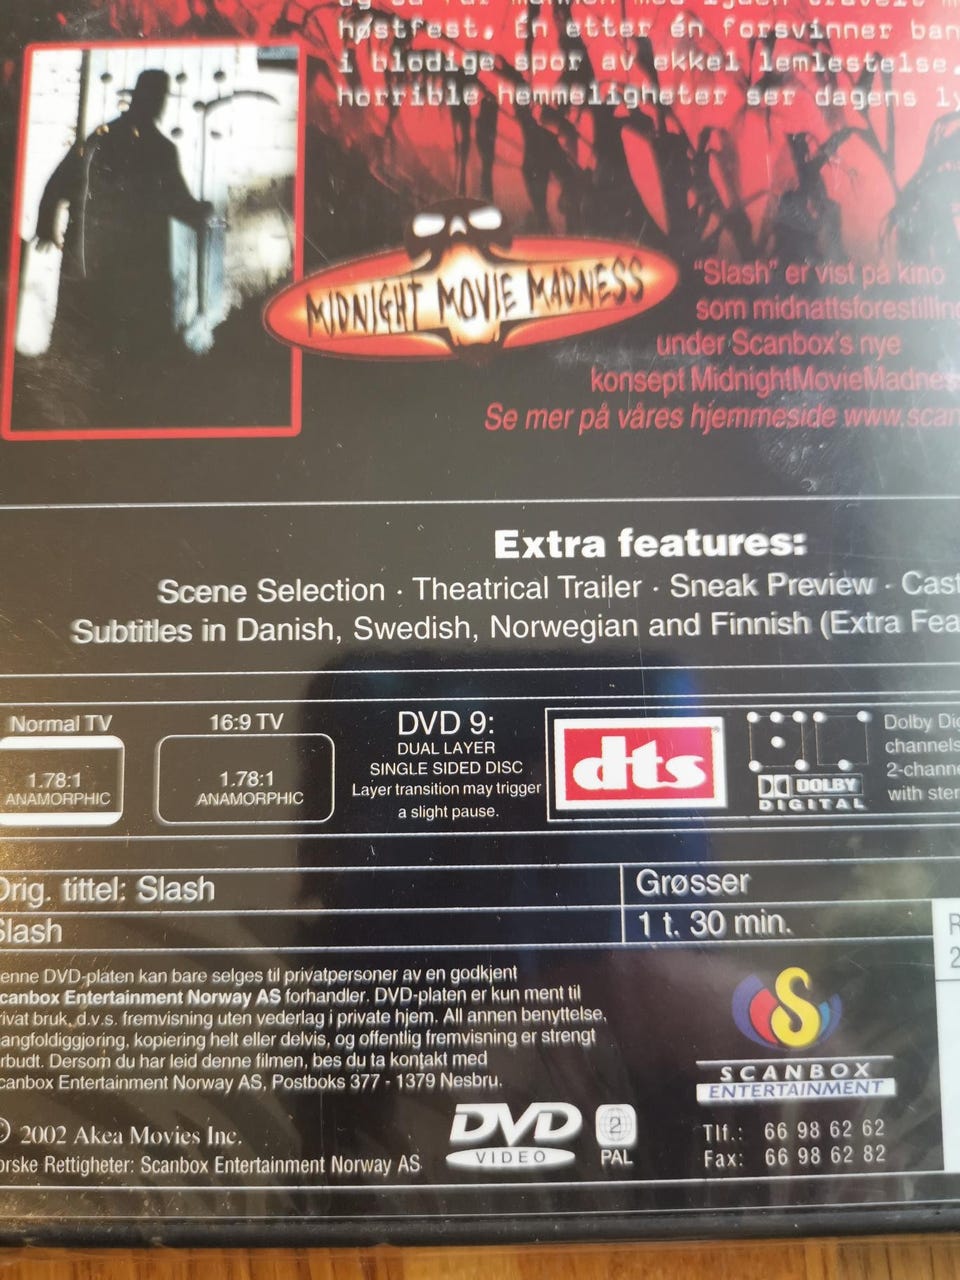 høstfest. Én etter én forsvinner
i blodige spor av ekkel lemlestelse.
horrible hemmeligheter ser dagens
MIDNIGHT MOVIE MADNESS
"Slash" er vist på kino
som
under Scanbox's nye
konsept
Se mer på våres hjemmeside
Extra features:
Scene Selection · Theatrical Trailer · Sneak Preview ·
Subtitles in Danish, Swedish, Norwegian and Finnish (Extra
Normal TV
1.78:1
ANAMORPHIC
16:9 TV
1.78:1
ANAMORPHIC
DVD 9:
DUAL LAYER
SINGLE SIDED DISC
Layer transition may trigger
a slight pause.
dts
DOLBY
DIGITAL
Dolby
channels
with
tittel: Slash
Grøsser
Slash
1 t. 30 min.
DVD-platen kan bare selges til privatpersoner av en godkjent
Entertainment Norway AS forhandler. DVD-platen er kun ment til
bruk, d.v.s. fremvisning uten vederlag i private hjem. All annen benyttelse,
kopiering helt eller delvis, og offentlig fremvisning er strengt
Dersom du har leid denne filmen, bes du ta kontakt med
Entertainment Norway AS, Postboks 377 - 1379 Nesbru.
© 2002 Akea Movies Inc.
Rettigheter: Scanbox Entertainment Norway AS
DVD
VIDEO
2
PAL
S
SCANBOX
ENTERTAINMENT
Tlf.: 66 98 62 62
Fax: 66 98 62 82